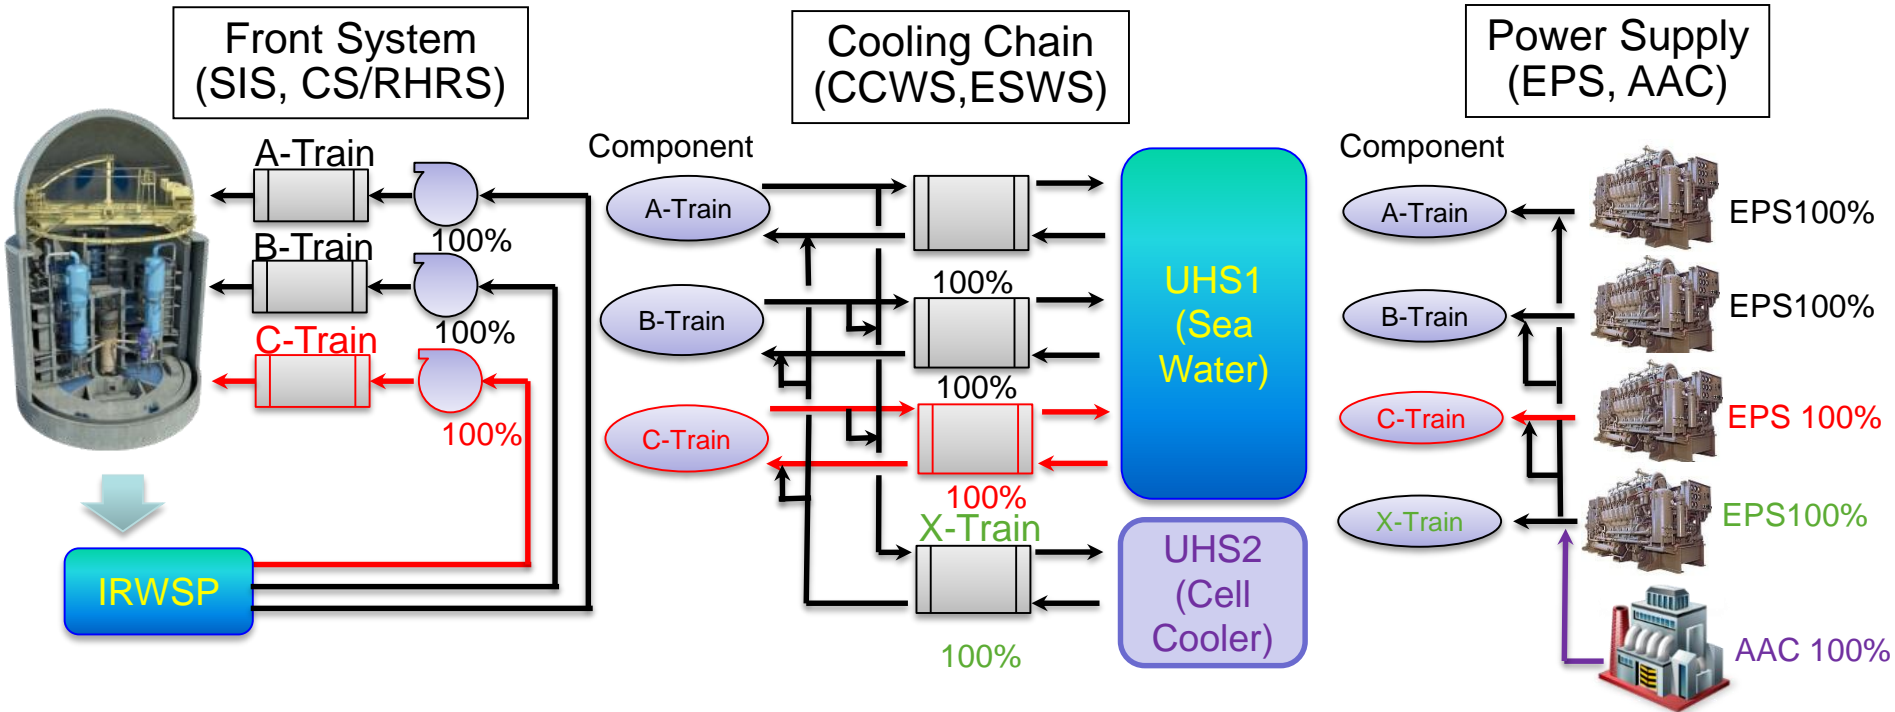 Front System
(SIS, CS/RHRS)
A-Train
100%
B-Train
100%
C-Train
100%
IRWSP
Cooling Chain
(CCWS,ESWS)
Component
A-Train
100%
B-Train
100%
C-Train
100%
X-Train
100%
UHS1
(Sea
Water)
UHS2
(Cell
Cooler)
Power Supply
(EPS, AAC)
Component
A-Train
EPS100%
B-Train
EPS100%
C-Train
EPS 100%
X-Train
EPS100%
AAC 100%